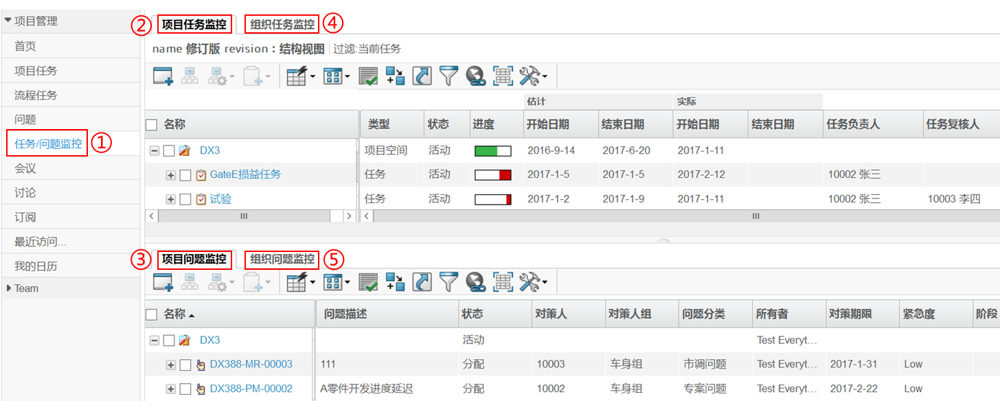 项目管理
首页
项目任务
流程任务
问题
任务/问题监控 ①
会议
讨论
订阅
最近访问...
我的日历
Team
② 项目任务监控 组织任务监控 ④
name 修订版 revision：结构视图 过滤:当前任务
估计 实际
名称 类型 状态 进度 开始日期 结束日期 开始日期 结束日期 任务负责人 任务复核人
DX3 项目空间 活动 2016-9-14 2017-6-20 2017-1-11
GateE损益任务 任务 活动 2017-1-5 2017-1-5 2017-2-12 10002 张三
试验 任务 活动 2017-1-2 2017-1-9 2017-1-11 10002 张三 10003 李四
③ 项目问题监控 组织问题监控 ⑤
名称 问题描述 状态 对策人 对策人组 问题分类 所有者 对策期限 紧急度 阶段
DX3 活动 Test Everyt...
DX388-MR-00003 111 分配 10003 车身组 市调问题 Test Everyt... 2017-1-31 Low
DX388-PM-00002 A零件开发进度延迟 分配 10002 车身组 专案问题 Test Everyt... 2017-2-22 Low